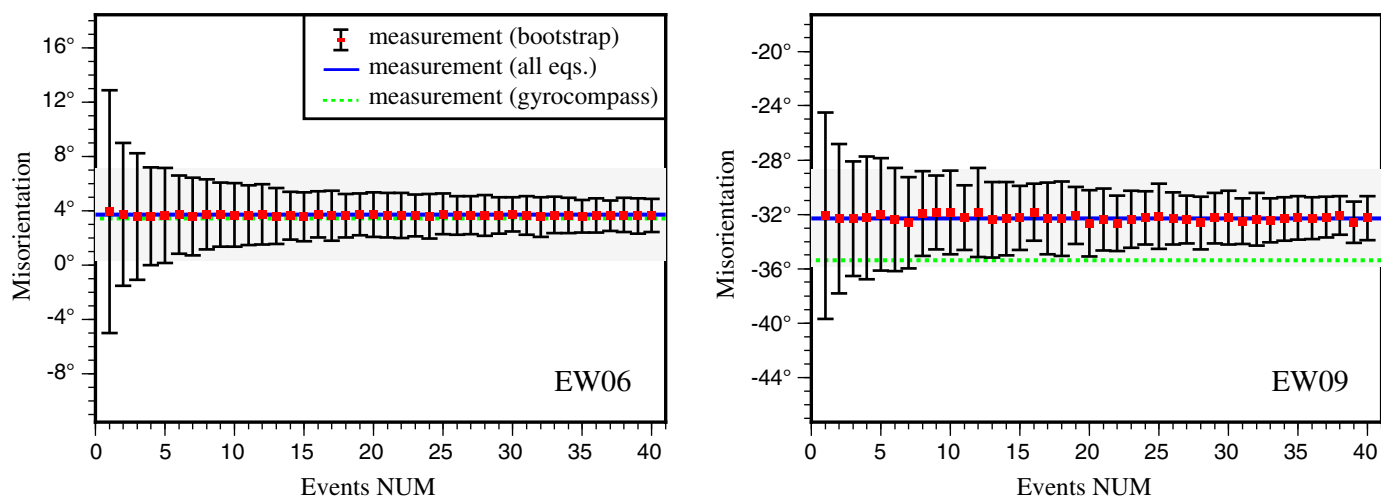 16°
12°
8°
4°
0°
-4°
-8°
Misorientation
measurement (bootstrap)
measurement (all eqs.)
measurement (gyrocompass)
EW06
0 5 10 15 20 25 30 35 40
Events NUM
-20°
-24°
-28°
-32°
-36°
-40°
-44°
Misorientation
EW09
0 5 10 15 20 25 30 35 40
Events NUM